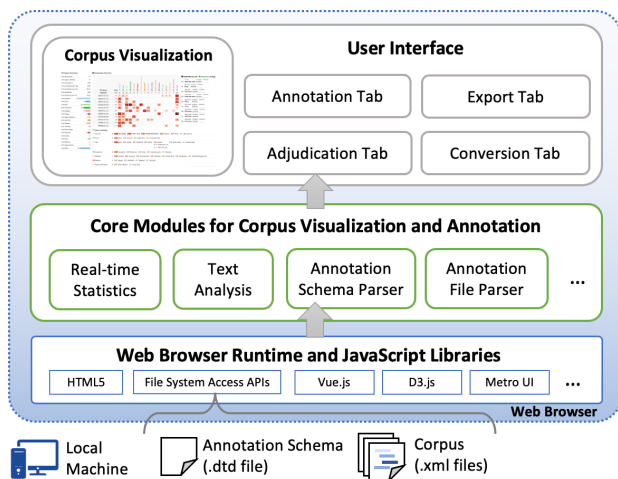 Corpus Visualization
User Interface
Annotation Tab
Export Tab
Adjudication Tab
Conversion Tab
Core Modules for Corpus Visualization and Annotation
Real-time
Statistics
Text
Analysis
Annotation
Schema Parser
Annotation
File Parser
...
Web Browser Runtime and JavaScript Libraries
HTML5
File System Access APIs
Vue.js
D3.js
Metro UI
...
Web Browser
Local
Machine
Annotation Schema
(.dtd file)
Corpus
(.xml files)